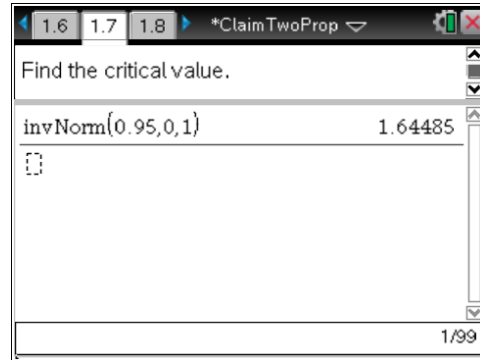 1.6 1.7 1.8 *ClaimTwoProp
Find the critical value.
invNorm(0.95,0,1) 1.64485
1/99